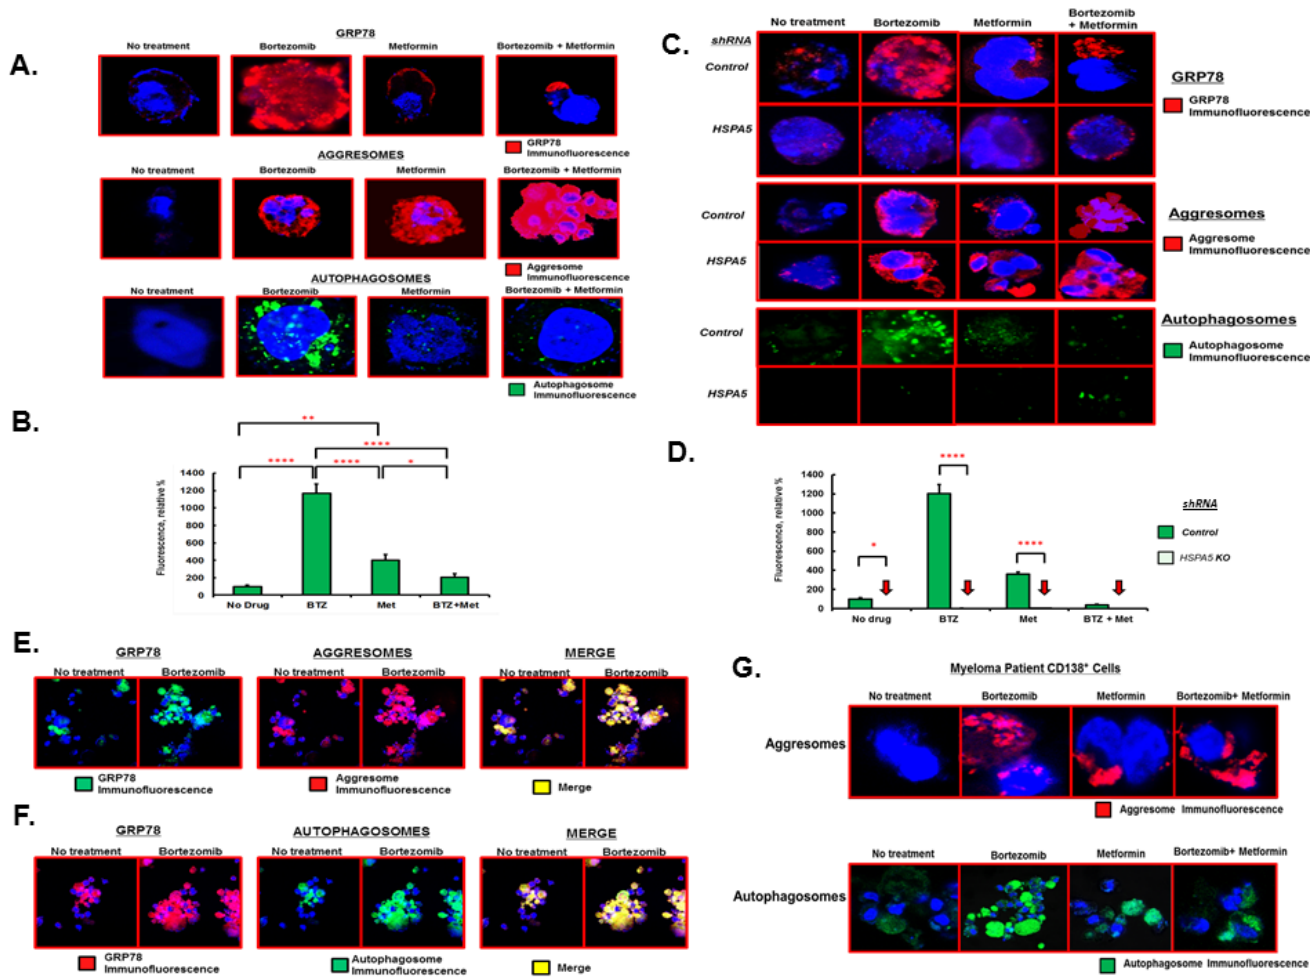 A.
GRP78
No treatment Bortezomib Metformin Bortezomib + Metformin
GRP78
Immunofluorescence
AGGRESOMES
No treatment Bortezomib Metformin Bortezomib + Metformin
Aggresome
Immunofluorescence
AUTOPHAGOSOMES
No treatment Bortezomib Metformin Bortezomib + Metformin
Autophagosome
Immunofluorescence
B.
** 
****
**** **** *
Fluorescence, relative %
1400
1200
1000
800
600
400
200
0
No Drug BTZ Met BTZ+Met
C.
No treatment Bortezomib Metformin Bortezomib
+ Metformin
shRNA
Control
HSPA5
GRP78
GRP78
Immunofluorescence
Control
HSPA5
Aggresomes
Aggresome
Immunofluorescence
Control
HSPA5
Autophagosomes
Autophagosome
Immunofluorescence
D.
****
* ****
Fluorescence, relative %
1400
1200
1000
800
600
400
200
0
No drug BTZ Met BTZ + Met
shRNA
Control
HSPA5 KO
E.
GRP78 AGGRESOMES MERGE
No treatment Bortezomib No treatment Bortezomib No treatment Bortezomib
GRP78
Immunofluorescence
Aggresome
Immunofluorescence
Merge
F.
GRP78 AUTOPHAGOSOMES MERGE
No treatment Bortezomib No treatment Bortezomib No treatment Bortezomib
GRP78
Immunofluorescence
Autophagosome
Immunofluorescence
Merge
G.
Myeloma Patient CD138⁺ Cells
No treatment Bortezomib Metformin Bortezomib+ Metformin
Aggresomes
Aggresome Immunofluorescence
No treatment Bortezomib Metformin Bortezomib+ Metformin
Autophagosomes
Autophagosome Immunofluorescence